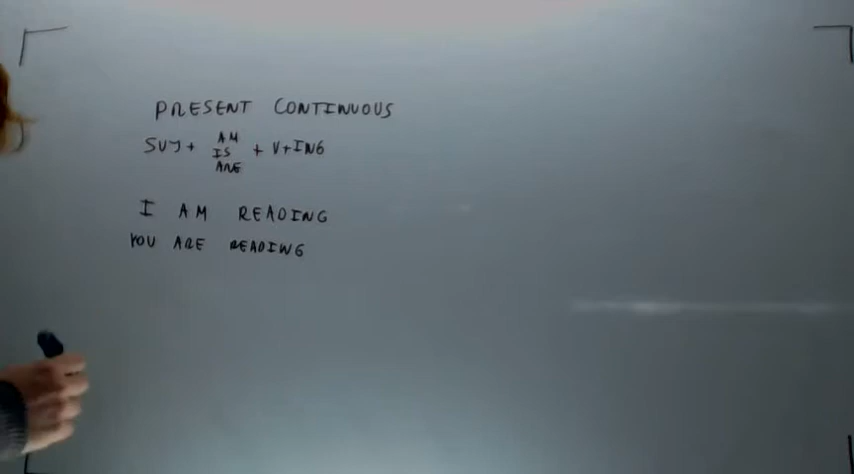 PRESENT CONTINUOUS
SUJ + AM IS ARE + V+ING
I AM READING
YOU ARE READING